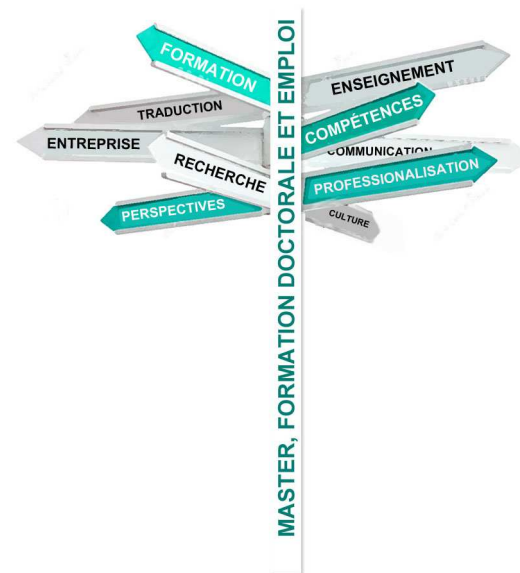 FORMATION
ENSEIGNEMENT
TRADUCTION
COMPÉTENCES
ENTREPRISE
COMMUNICATION
RECHERCHE
PROFESSIONALISATION
PERSPECTIVES
CULTURE
MASTER, FORMATION DOCTORALE ET EMPLOI